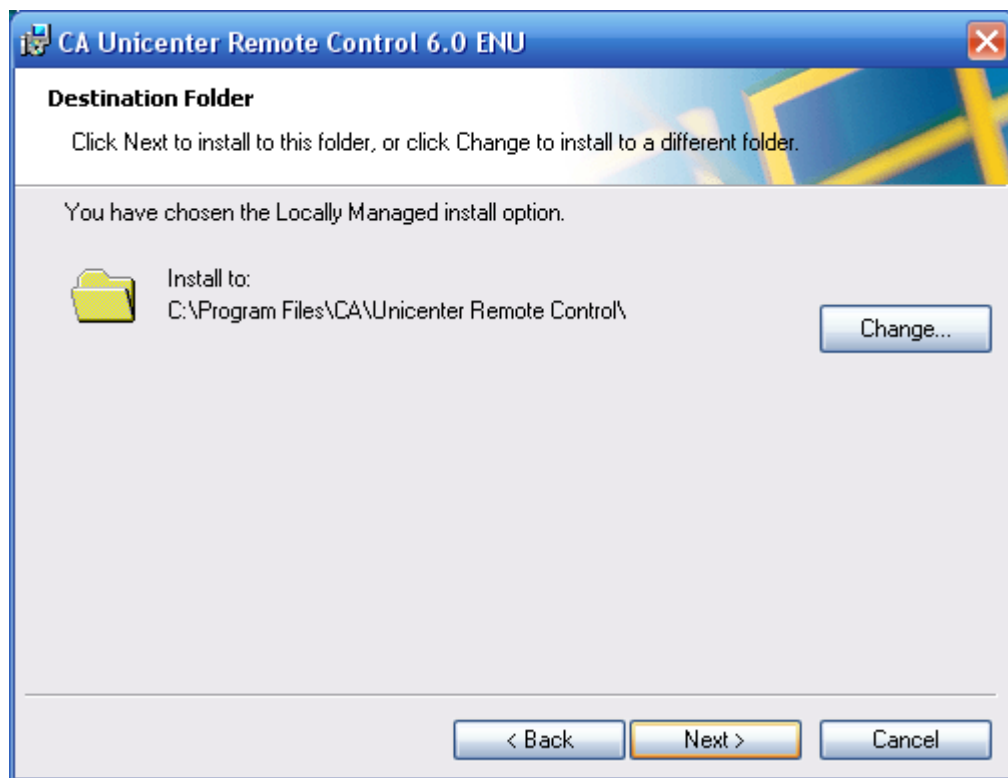 CA Unicenter Remote Control 6.0 ENU
Destination Folder
Click Next to install to this folder, or click Change to install to a different folder.
You have chosen the Locally Managed install option.
Install to:
C:\Program Files\CA\Unicenter Remote Control\
Change...
< Back
Next >
Cancel